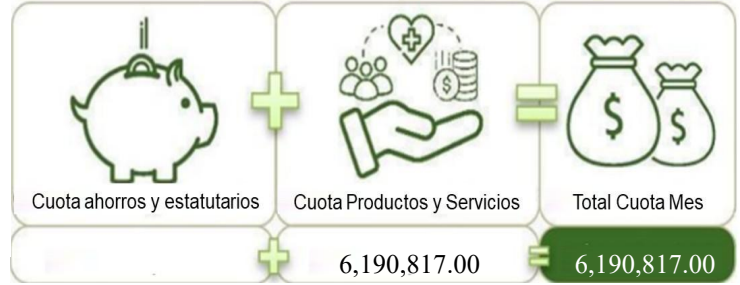 Cuota ahorros y estatutarios
Cuota Productos y Servicios
Total Cuota Mes
6,190,817.00
6,190,817.00